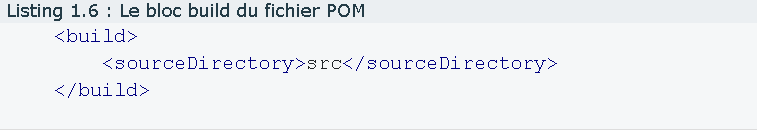 Listing 1.6 : Le bloc build du fichier POM
<build>
<sourceDirectory>src</sourceDirectory>
</build>